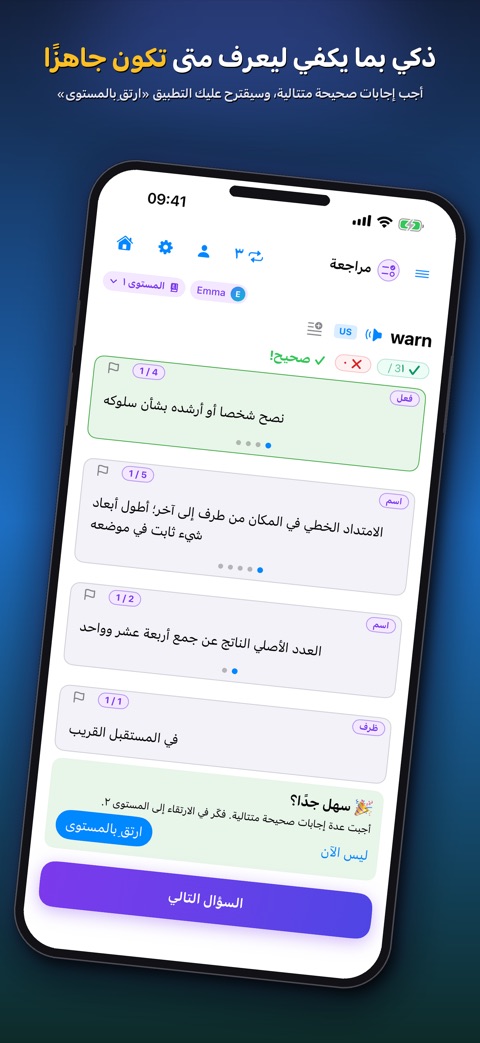 ذكي بما يكفي ليعرف متى تكون جاهزًا
أجب إجابات صحيحة متتالية، وسيقترح عليك التطبيق «ارتقِ بالمستوى»
09:41
مراجعة
٣
Emma E
المستوى ١
warn
US
صحيح!
فعل
1 / 4
نصح شخصا أو أرشده بشأن سلوكه
اسم
1 / 5
الامتداد الخطي في المكان من طرف إلى آخر؛ أطول أبعاد
شيء ثابت في موضعه
اسم
1 / 2
العدد الأصلي الناتج عن جمع أربعة عشر وواحد
ظرف
1 / 1
في المستقبل القريب
🎉 سهل جدًا؟
أجبت عدة إجابات صحيحة متتالية. فكّر في الارتقاء إلى المستوى ٢.
ليس الآن
ارتقِ بالمستوى
السؤال التالي